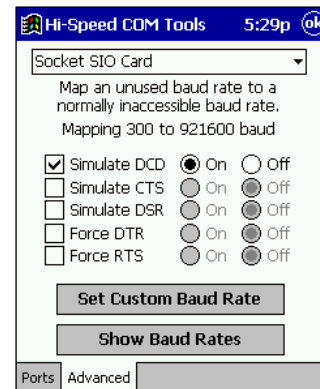 Hi-Speed COM Tools 5:29p ok
Socket SIO Card
Map an unused baud rate to a
normally inaccessible baud rate.
Mapping 300 to 921600 baud
Simulate DCD On Off
Simulate CTS On Off
Simulate DSR On Off
Force DTR On Off
Force RTS On Off
Set Custom Baud Rate
Show Baud Rates
Ports Advanced